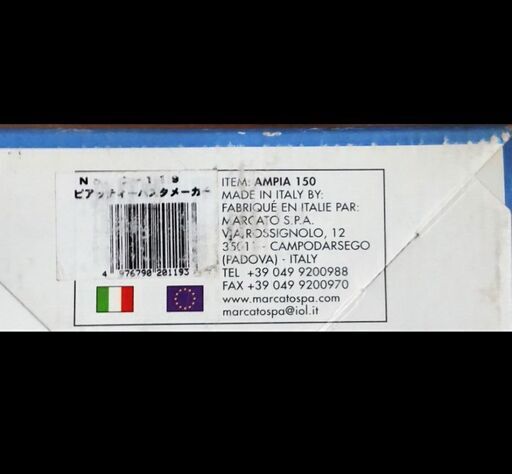 ピアッティーパスタメーカー
4 976790 201193
ITEM: AMPIA 150
MADE IN ITALY BY:
FABRIQUÉ EN ITALIE PAR:
MARCATO S.P.A.
VIA ROSSIGNOLO, 12
CAMPODARSEGO
(PADOVA) - ITALY
TEL +39 049 9200988
FAX +39 049 9200970
www.marcatospa.com
marcatospa@iol.it